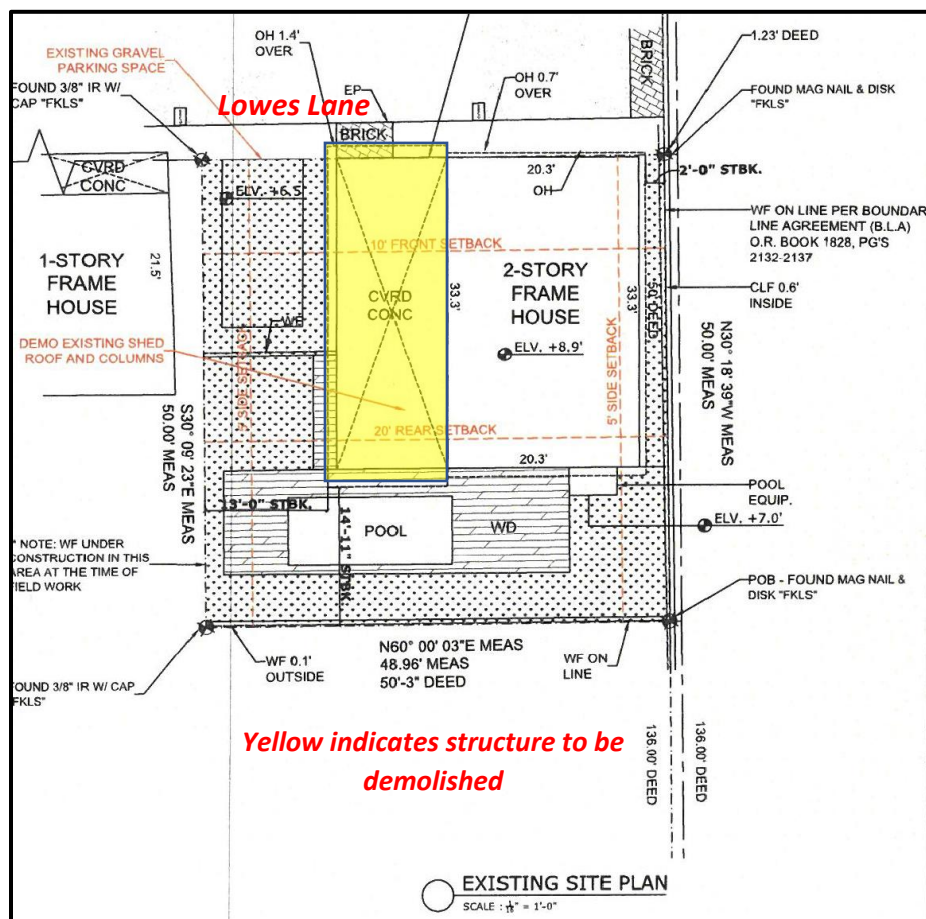 OH 1.4'
OVER
EXISTING GRAVEL
PARKING SPACE
FOUND 3/8" IR W/
CAP "FKLS"
Lowes Lane
EP
BRICK
OH 0.7'
OVER
BRICK
1.23' DEED
FOUND MAG NAIL & DISK
"FKLS"
CVRD
CONC
20.3'
OH
2'-0" STBK.
ELV. +6.5'
WF ON LINE PER BOUNDAR
LINE AGREEMENT (B.L.A)
O.R. BOOK 1828, PG'S
2132-2137
10' FRONT SETBACK
1-STORY
FRAME
HOUSE
21.5'
2-STORY
FRAME
HOUSE
CVRD
CONC
33.3'
33.3'
50' DEED
CLF 0.6'
INSIDE
WF
DEMO EXISTING SHED
ROOF AND COLUMNS
ELV. +8.9'
N30° 18' 39"W MEAS
50.00' MEAS
5' SIDE SETBACK
5' SIDE SETBACK
S30° 09' 23"E MEAS
50.00' MEAS
20' REAR SETBACK
20.3'
13'-0" STBK.
14'-11" STBK
POOL
WD
POOL
EQUIP.
ELV. +7.0'
* NOTE: WF UNDER
CONSTRUCTION IN THIS
AREA AT THE TIME OF
FIELD WORK
POB - FOUND MAG NAIL &
DISK "FKLS"
WF 0.1'
OUTSIDE
N60° 00' 03"E MEAS
48.96' MEAS
50'-3" DEED
WF ON
LINE
FOUND 3/8" IR W/ CAP
"FKLS"
136.00' DEED
136.00' DEED
Yellow indicates structure to be
demolished
EXISTING SITE PLAN
SCALE : 1/16" = 1'-0"